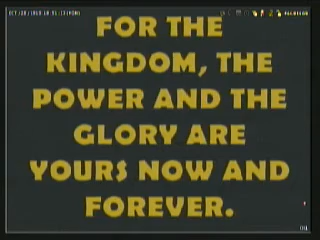 FOR THE
KINGDOM, THE
POWER AND THE
GLORY ARE
YOURS NOW AND
FOREVER.